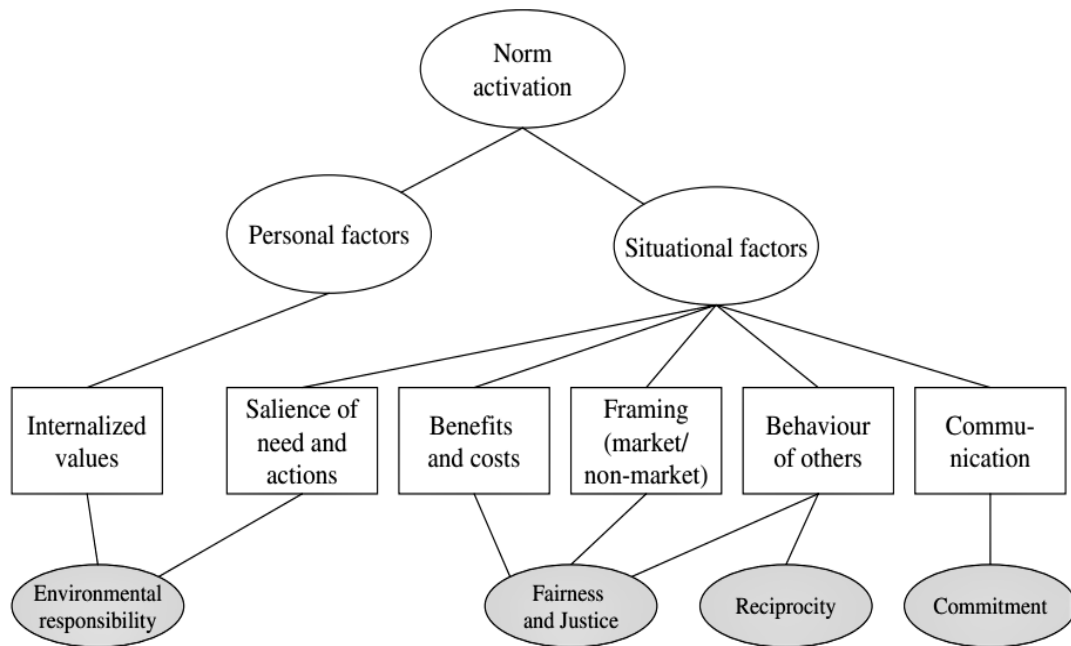 Norm
activation
Personal factors
Situational factors
Internalized
values
Salience of
need and
actions
Benefits
and costs
Framing
(market/
non-market)
Behaviour
of others
Commu-
nication
Environmental
responsibility
Fairness
and Justice
Reciprocity
Commitment